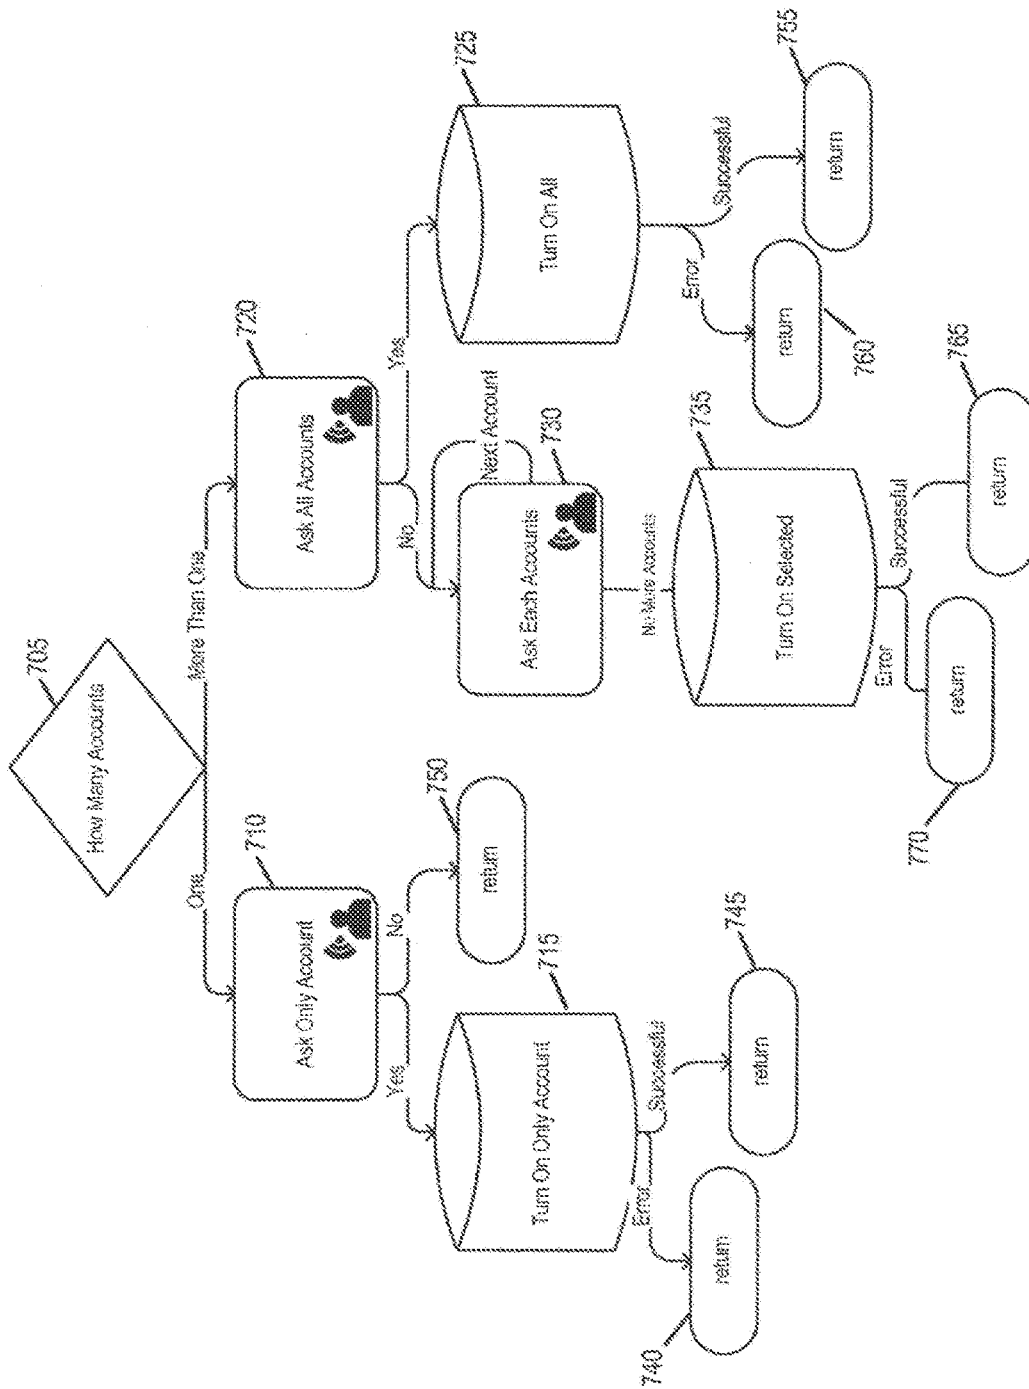 How Many Accounts
705
One
More Than One
Ask Only Account
710
Ask All Accounts
720
Yes
No
No
Yes
Turn On Only Account
715
return
750
Ask Each Accounts
730
Next Account
Turn On All
725
Error
Successful
No More Accounts
Error
Successful
return
740
return
745
Turn On Selected
735
return
760
return
755
Error
Successful
return
770
return
765